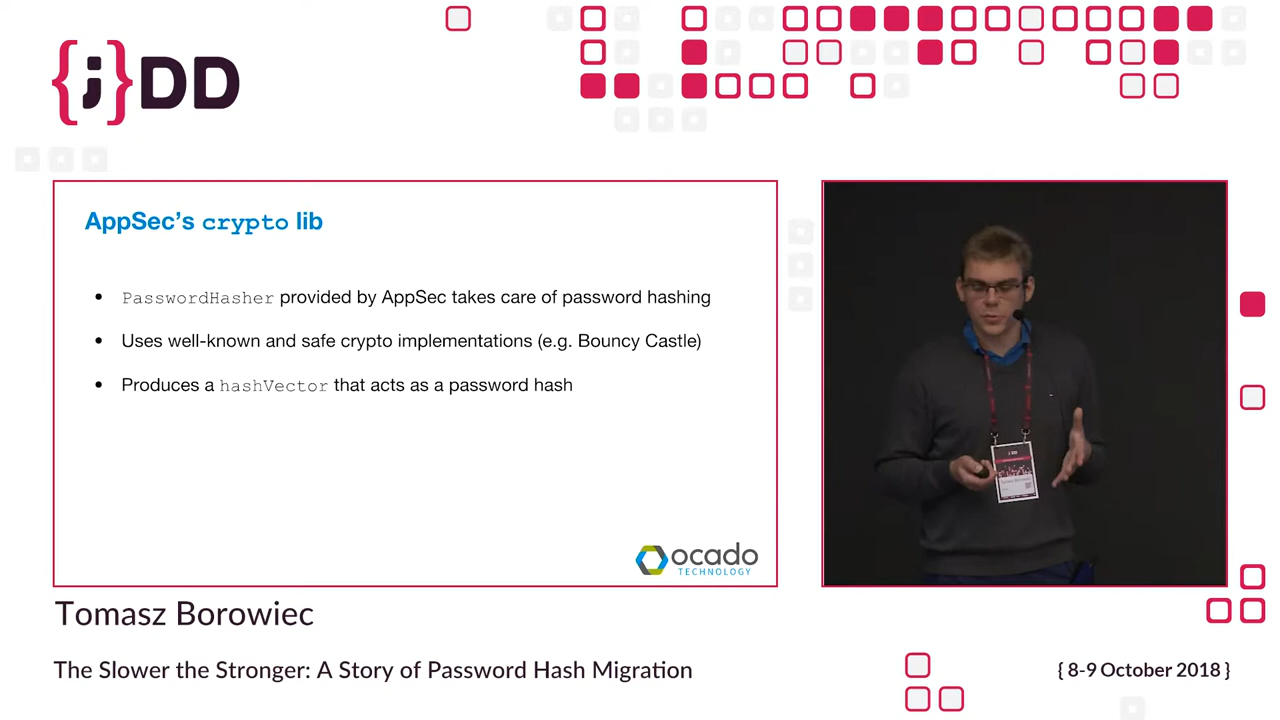 {j}DD
AppSec's crypto lib
• PasswordHasher provided by AppSec takes care of password hashing
• Uses well-known and safe crypto implementations (e.g. Bouncy Castle)
• Produces a hashVector that acts as a password hash
ocado
TECHNOLOGY
Tomasz Borowiec
The Slower the Stronger: A Story of Password Hash Migration
{ 8-9 October 2018 }